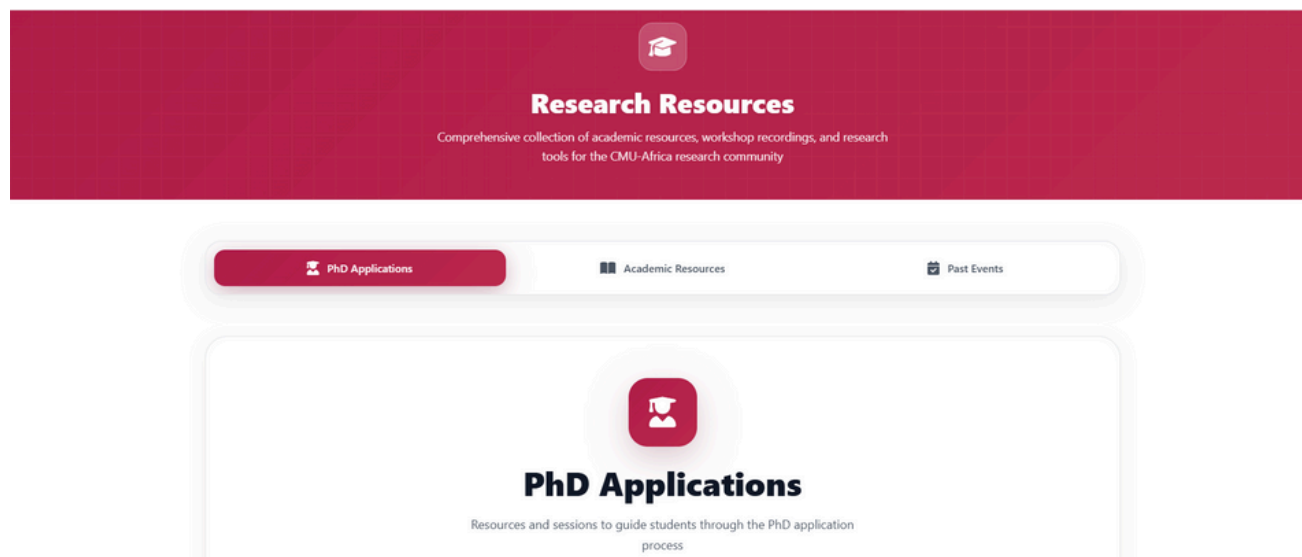 Research Resources
Comprehensive collection of academic resources, workshop recordings, and research
tools for the CMU-Africa research community
PhD Applications
Academic Resources
Past Events
PhD Applications
Resources and sessions to guide students through the PhD application
process